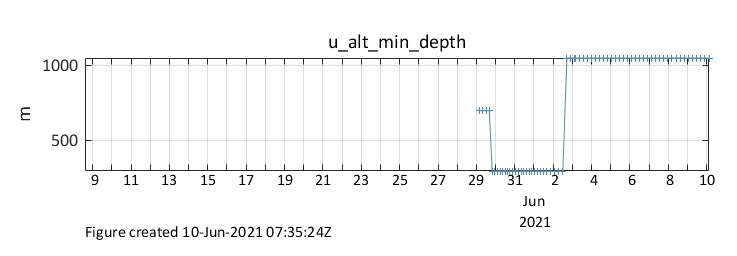 u_alt_min_depth
1000
500
m
9 11 13 15 17 19 21 23 25 27 29 31 2 4 6 8 10
Jun
2021
Figure created 10-Jun-2021 07:35:24Z